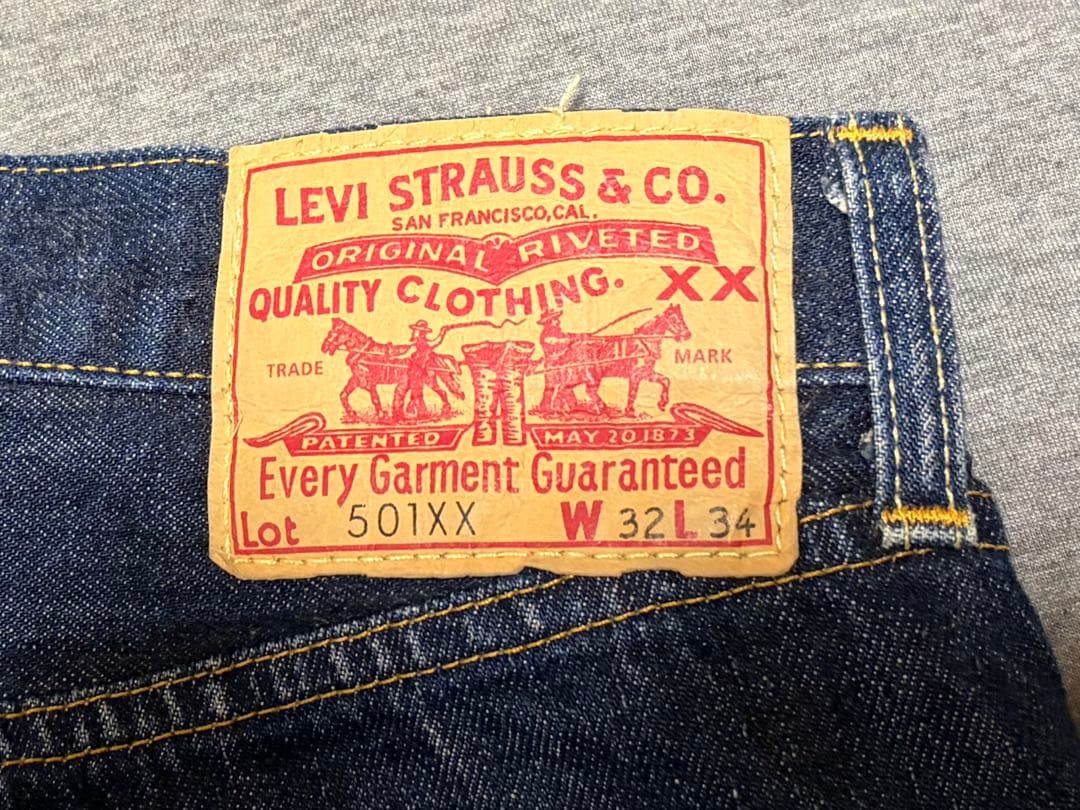 LEVI STRAUSS & CO.
SAN FRANCISCO, CAL.
ORIGINAL RIVETED
QUALITY CLOTHING. XX
TRADE MARK
PATENTED MAY 20 1873
Every Garment Guaranteed
Lot 501XX W 32 L 34